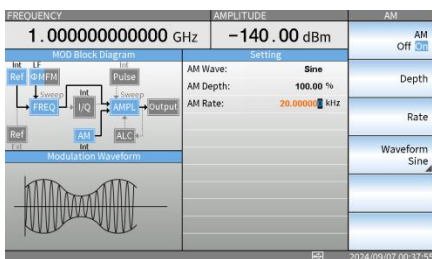 FREQUENCY
AMPLITUDE
AM
1.000000000000 GHz
-140.00 dBm
AM
Off On
MOD Block Diagram
Setting
Int
LF
Int
Ref
ΦM
FM
Pulse
Sweep
Int
Sweep
FREQ
I/Q
AMPL
Output
Ref
AM
ALC
Ext
Int
AM Wave: Sine
AM Depth: 100.00 %
AM Rate: 20.000000 kHz
Depth
Rate
Waveform
Sine
Modulation Waveform
2024/09/07 00:37:55